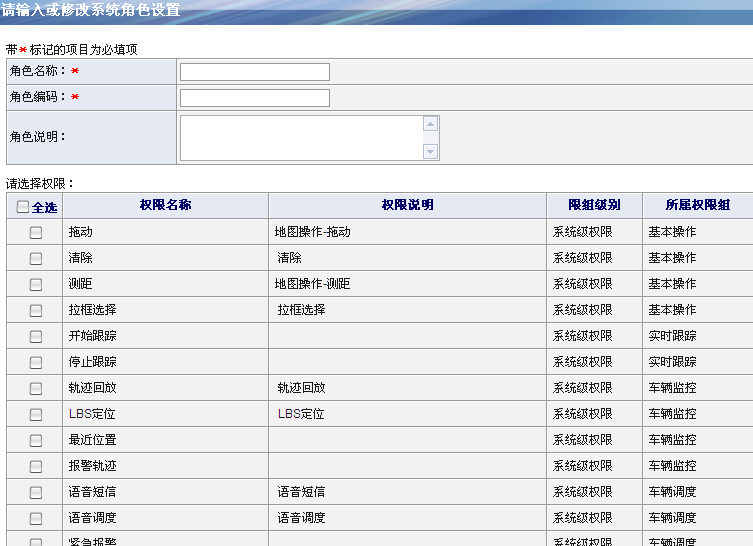 请输入或修改系统角色设置
带*标记的项目为必填项
角色名称：*
角色编码：*
角色说明：
请选择权限：
全选 权限名称 权限说明 限组级别 所属权限组
拖动 地图操作-拖动 系统级权限 基本操作
清除 清除 系统级权限 基本操作
测距 地图操作-测距 系统级权限 基本操作
拉框选择 拉框选择 系统级权限 基本操作
开始跟踪 系统级权限 实时跟踪
停止跟踪 系统级权限 实时跟踪
轨迹回放 轨迹回放 系统级权限 车辆监控
LBS定位 LBS定位 系统级权限 车辆监控
最近位置 系统级权限 车辆监控
报警轨迹 系统级权限 车辆监控
语音短信 语音短信 系统级权限 车辆调度
语音调度 语音调度 系统级权限 车辆调度
紧急报警 系统级权限 车辆调度